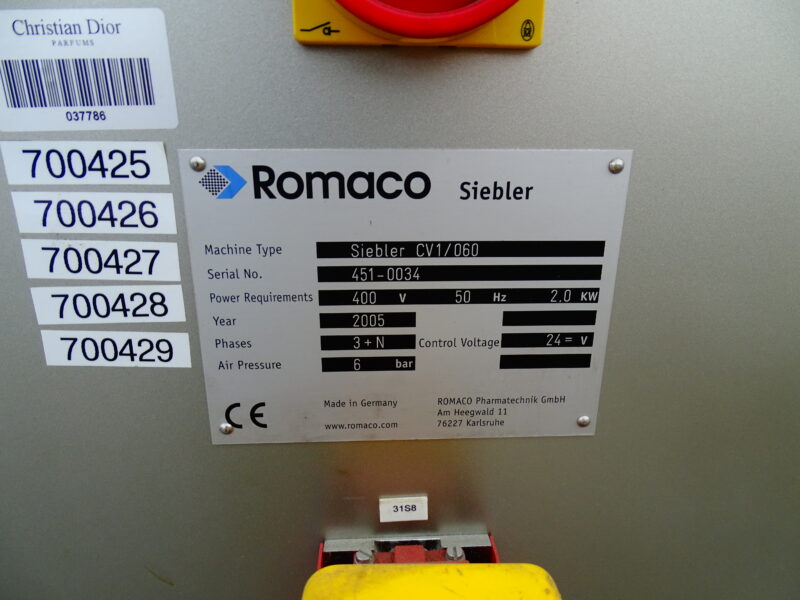 Christian Dior
PARFUMS
037786
700425
700426
700427
700428
700429
Romaco Siebler
Machine Type Siebler CV1/060
Serial No. 451-0034
Power Requirements 400 V 50 Hz 2.0 KW
Year 2005
Phases 3+N Control Voltage 24= V
Air Pressure 6 bar
CE
Made in Germany
www.romaco.com
ROMACO Pharmatechnik GmbH
Am Heegwald 11
76227 Karlsruhe
31S8